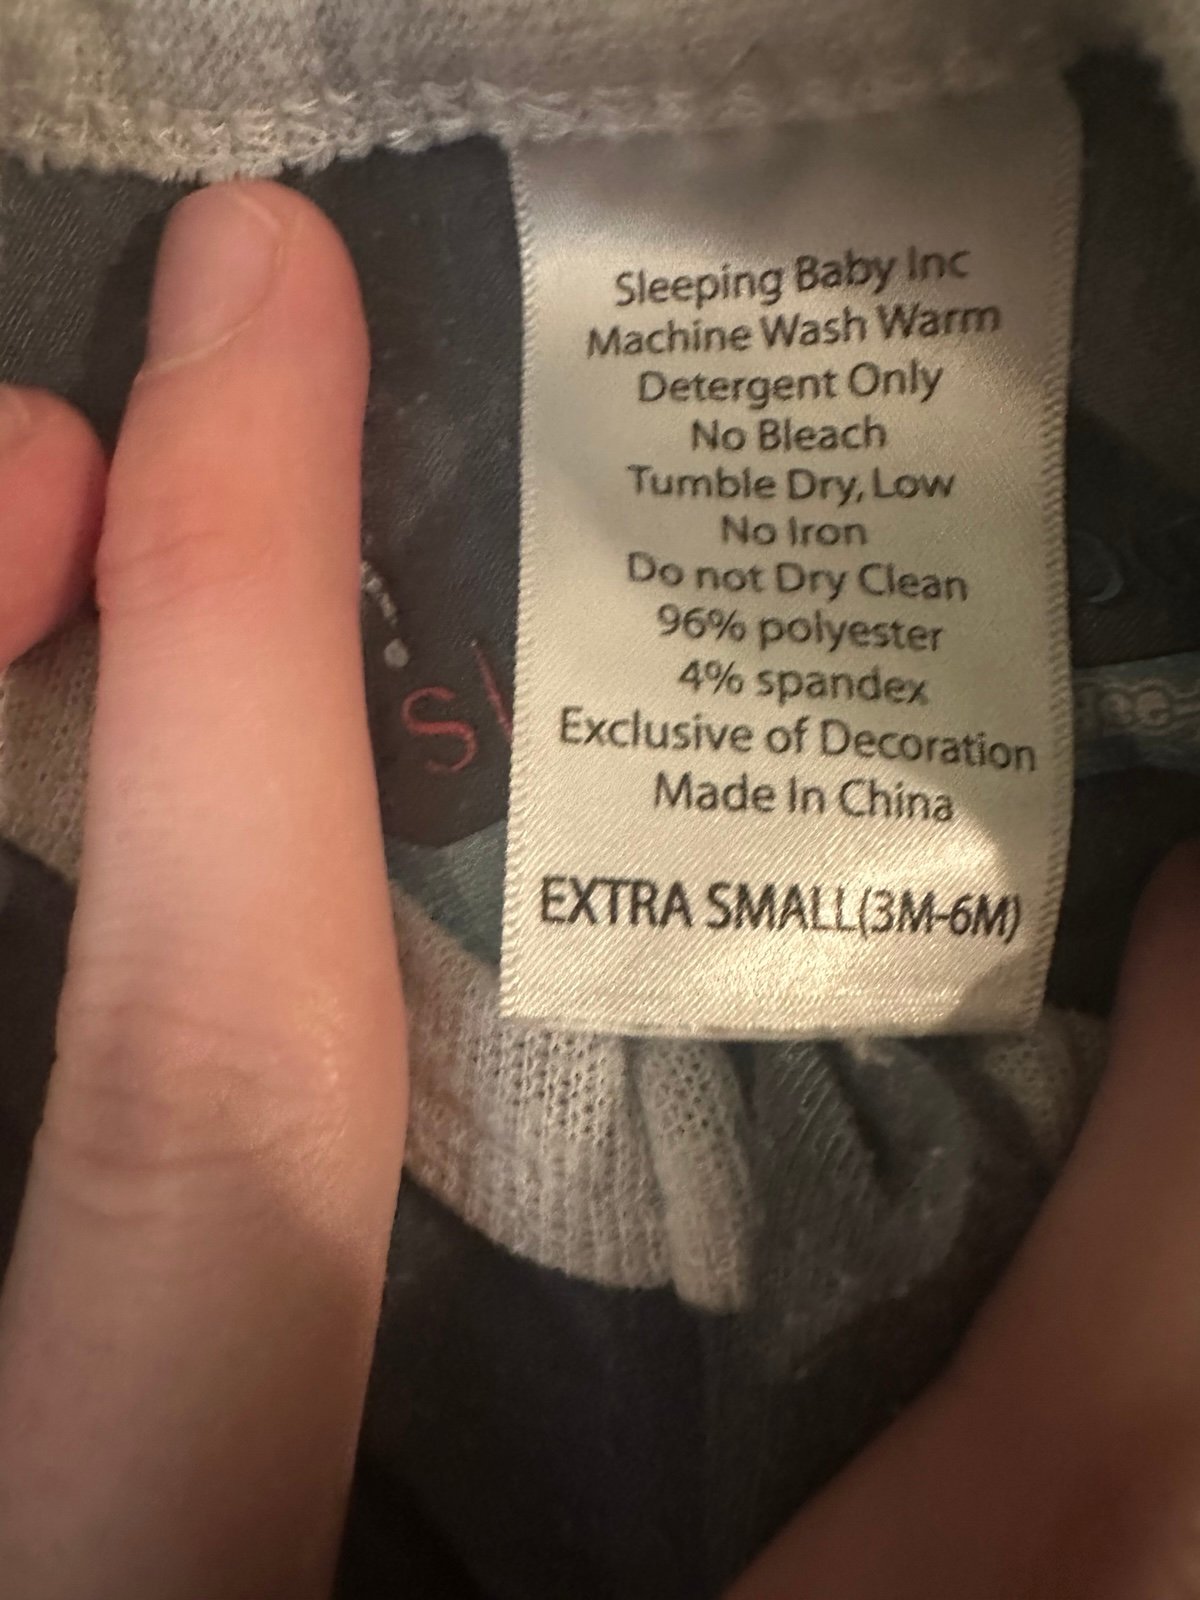 Sleeping Baby Inc
Machine Wash Warm
Detergent Only
No Bleach
Tumble Dry, Low
No Iron
Do not Dry Clean
96% polyester
4% spandex
Exclusive of Decoration
Made In China
EXTRA SMALL(3M-6M)